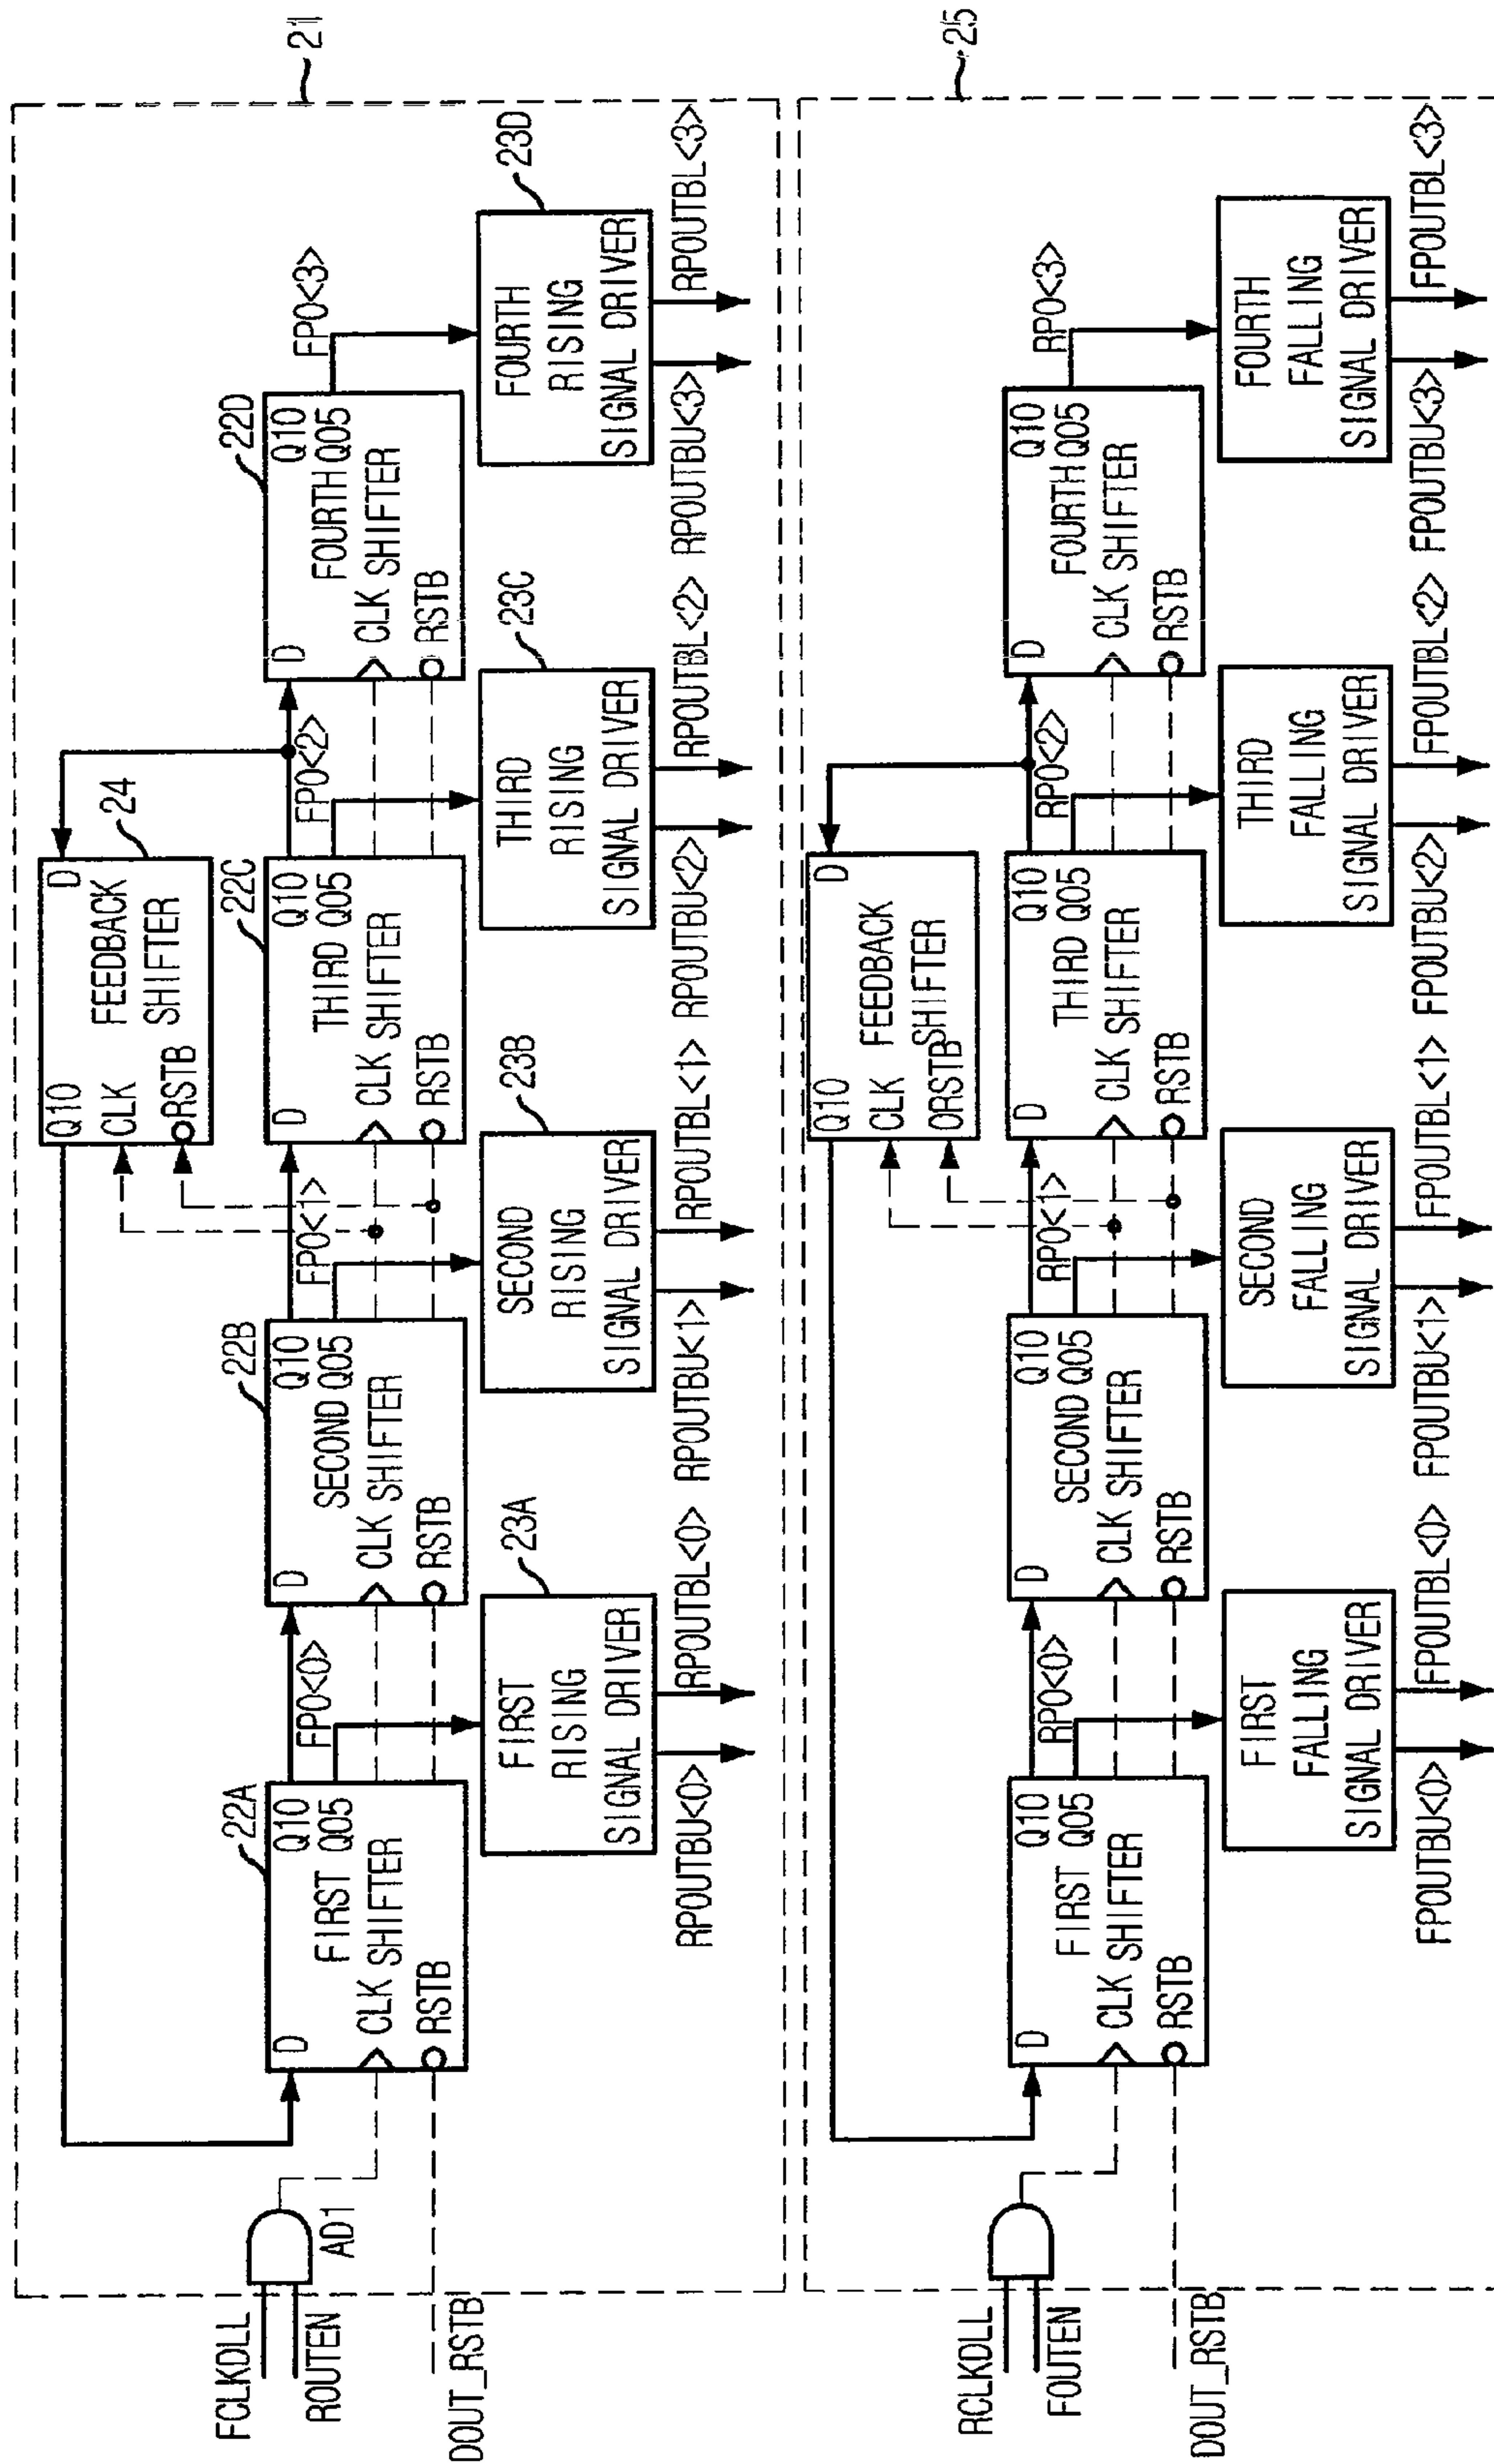 21
FEEDBACK
SHIFTER
24
Q10
D
CLK
RSTB
22A
D
Q10
FIRST Q05
CLK SHIFTER
RSTB
FPO<0>
22B
D
Q10
SECOND Q05
CLK SHIFTER
RSTB
FPO<1>
22C
D
Q10
THIRD Q05
CLK SHIFTER
RSTB
FPO<2>
22D
D
Q10
FOURTH Q05
CLK SHIFTER
RSTB
FPO<3>
FCLKDLL
ROUTEN
AD1
DOUT_RSTB
FIRST
RISING
SIGNAL DRIVER
23A
SECOND
RISING
SIGNAL DRIVER
23B
THIRD
RISING
SIGNAL DRIVER
23C
FOURTH
RISING
SIGNAL DRIVER
23D
RPOUTBU<0>
RPOUTBL<0>
RPOUTBU<1>
RPOUTBL<1>
RPOUTBU<2>
RPOUTBL<2>
RPOUTBU<3>
RPOUTBL<3>
25
FEEDBACK
SHIFTER
Q10
D
CLK
ORSTB
D
Q10
FIRST Q05
CLK SHIFTER
RSTB
RPO<0>
D
Q10
SECOND Q05
CLK SHIFTER
RSTB
RPO<1>
D
Q10
THIRD Q05
CLK SHIFTER
RSTB
RPO<2>
D
Q10
FOURTH Q05
CLK SHIFTER
RSTB
RPO<3>
RCLKDLL
FOUTEN
DOUT_RSTB
FIRST
FALLING
SIGNAL DRIVER
SECOND
FALLING
SIGNAL DRIVER
THIRD
FALLING
SIGNAL DRIVER
FOURTH
FALLING
SIGNAL DRIVER
FPOUTBU<0>
FPOUTBL<0>
FPOUTBU<1>
FPOUTBL<1>
FPOUTBU<2>
FPOUTBL<2>
FPOUTBU<3>
FPOUTBL<3>